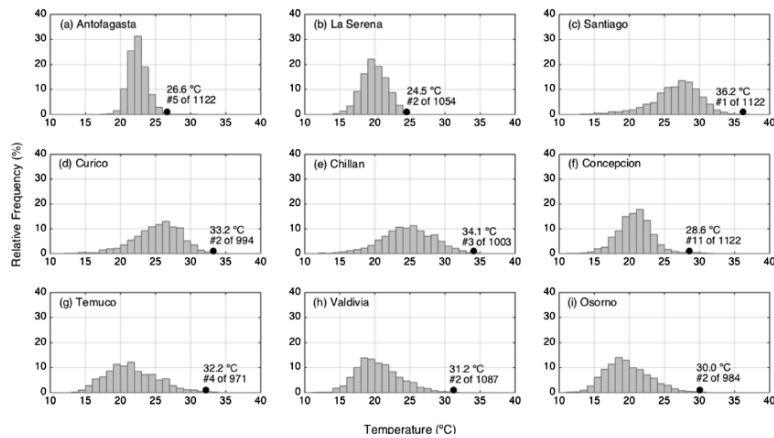 (a) Antofagasta
(b) La Serena
(c) Santiago
40
30
20
10
0
26.6 °C
#5 of 1122
10 15 20 25 30 35 40
40
30
20
10
0
24.5 °C
#2 of 1054
10 15 20 25 30 35 40
40
30
20
10
0
36.2 °C
#1 of 1122
10 15 20 25 30 35 40
Relative Frequency (%)
(d) Curico
(e) Chillan
(f) Concepcion
40
30
20
10
0
33.2 °C
#2 of 994
10 15 20 25 30 35 40
40
30
20
10
0
34.1 °C
#3 of 1003
10 15 20 25 30 35 40
40
30
20
10
0
28.6 °C
#11 of 1122
10 15 20 25 30 35 40
(g) Temuco
(h) Valdivia
(i) Osorno
40
30
20
10
0
32.2 °C
#4 of 971
10 15 20 25 30 35 40
40
30
20
10
0
31.2 °C
#2 of 1087
10 15 20 25 30 35 40
40
30
20
10
0
30.0 °C
#2 of 984
10 15 20 25 30 35 40
Temperature (°C)